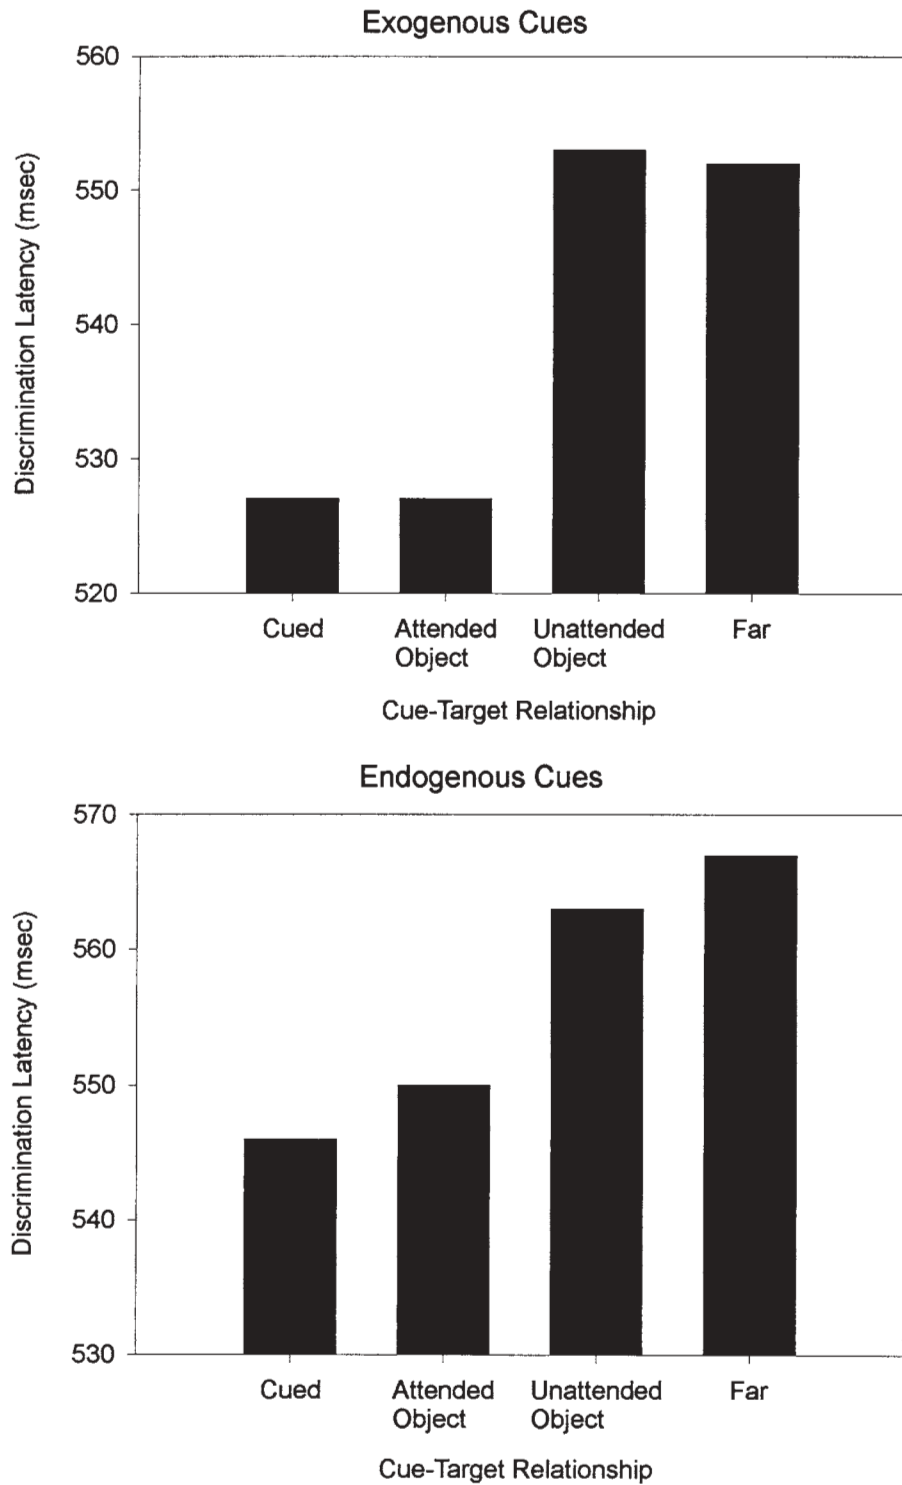 Exogenous Cues
560
550
540
530
520
Discrimination Latency (msec)
Cued
Attended
Object
Unattended
Object
Far
Cue-Target Relationship
Endogenous Cues
570
560
550
540
530
Discrimination Latency (msec)
Cued
Attended
Object
Unattended
Object
Far
Cue-Target Relationship